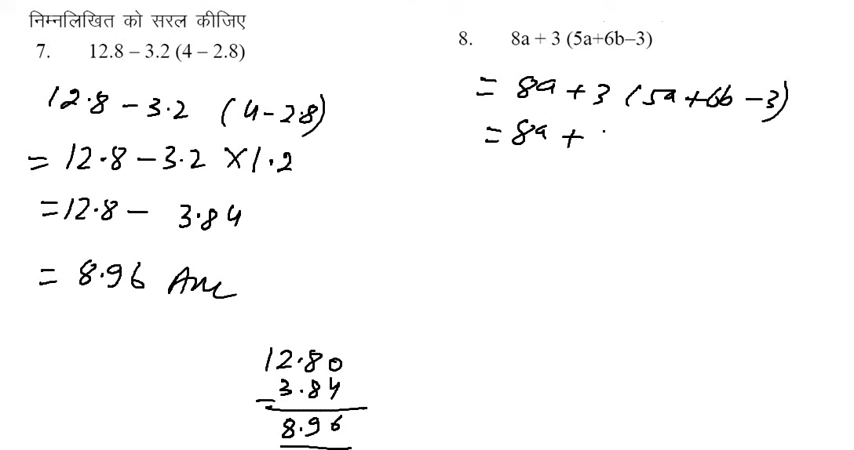 निम्नलिखित को सरल कीजिए
7. 12.8 – 3.2 (4 – 2.8)
12.8 – 3.2 (4 – 2.8)
= 12.8 – 3.2 × 1.2
= 12.8 – 3.84
= 8.96 Ans
12.80
– 3.84
8.96
8. 8a + 3 (5a+6b–3)
= 8a + 3 (5a + 6b – 3)
= 8a +